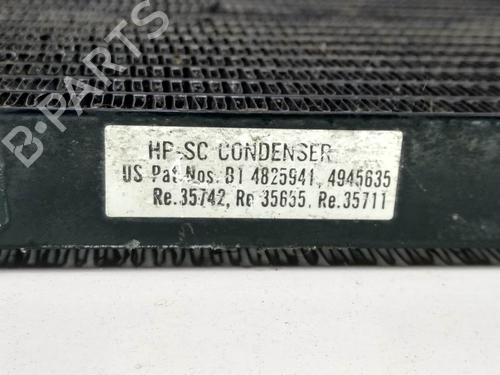 HP-SC CONDENSER
US Pat Nos. B1 4825941, 4945635
Re.35742, Re 35655, Re.35711
B-PARTS